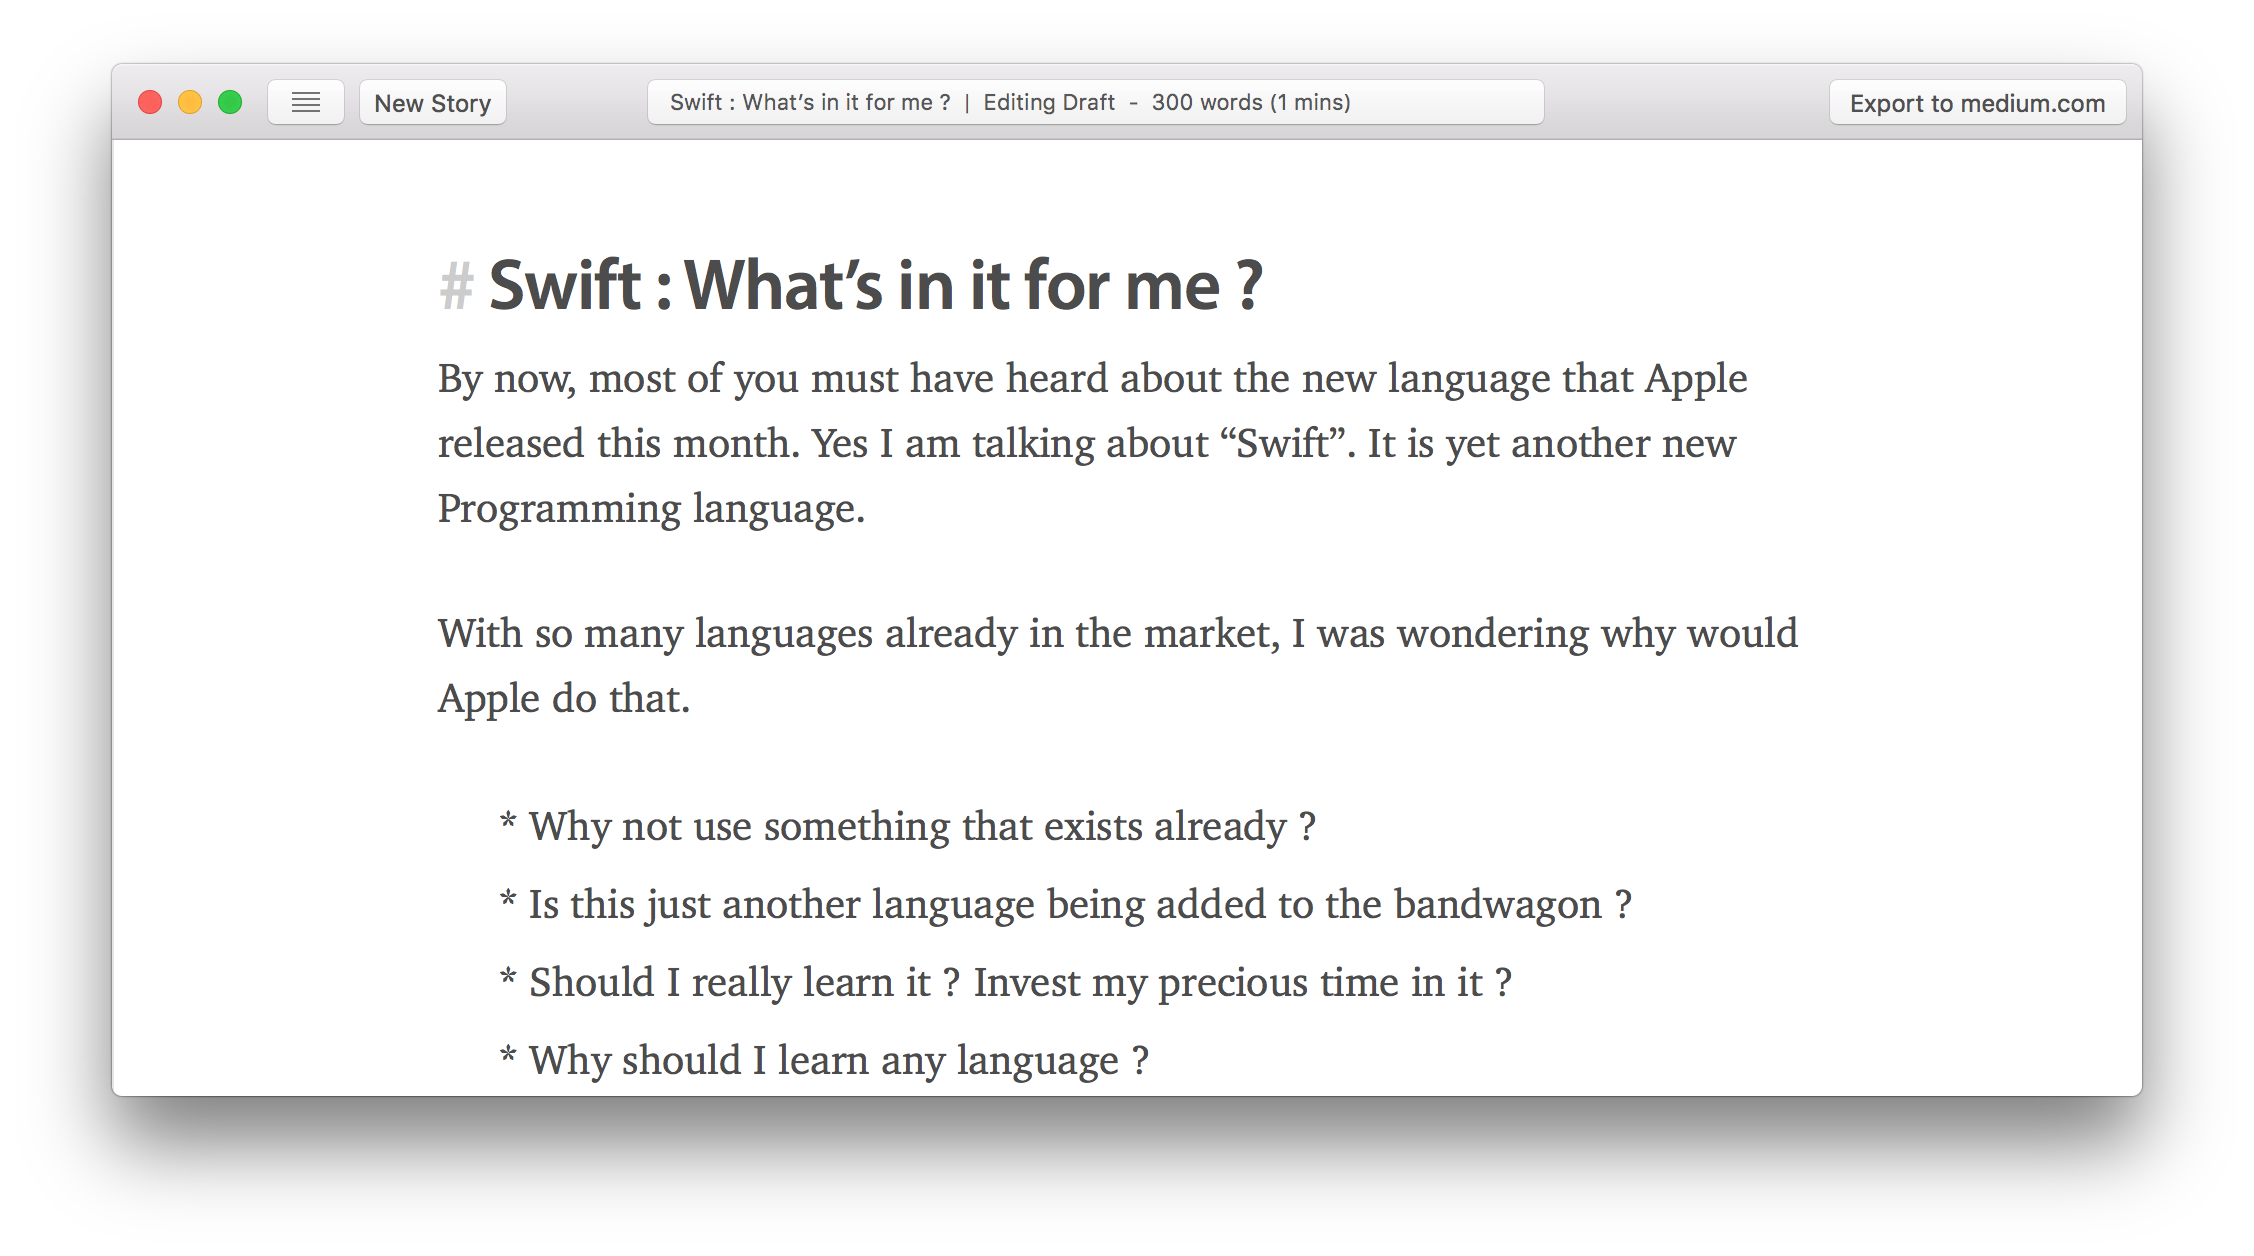 New Story
Swift : What’s in it for me ? | Editing Draft - 300 words (1 mins)
Export to medium.com
# Swift : What’s in it for me ?
By now, most of you must have heard about the new language that Apple
released this month. Yes I am talking about “Swift”. It is yet another new
Programming language.
With so many languages already in the market, I was wondering why would
Apple do that.
* Why not use something that exists already ?
* Is this just another language being added to the bandwagon ?
* Should I really learn it ? Invest my precious time in it ?
* Why should I learn any language ?